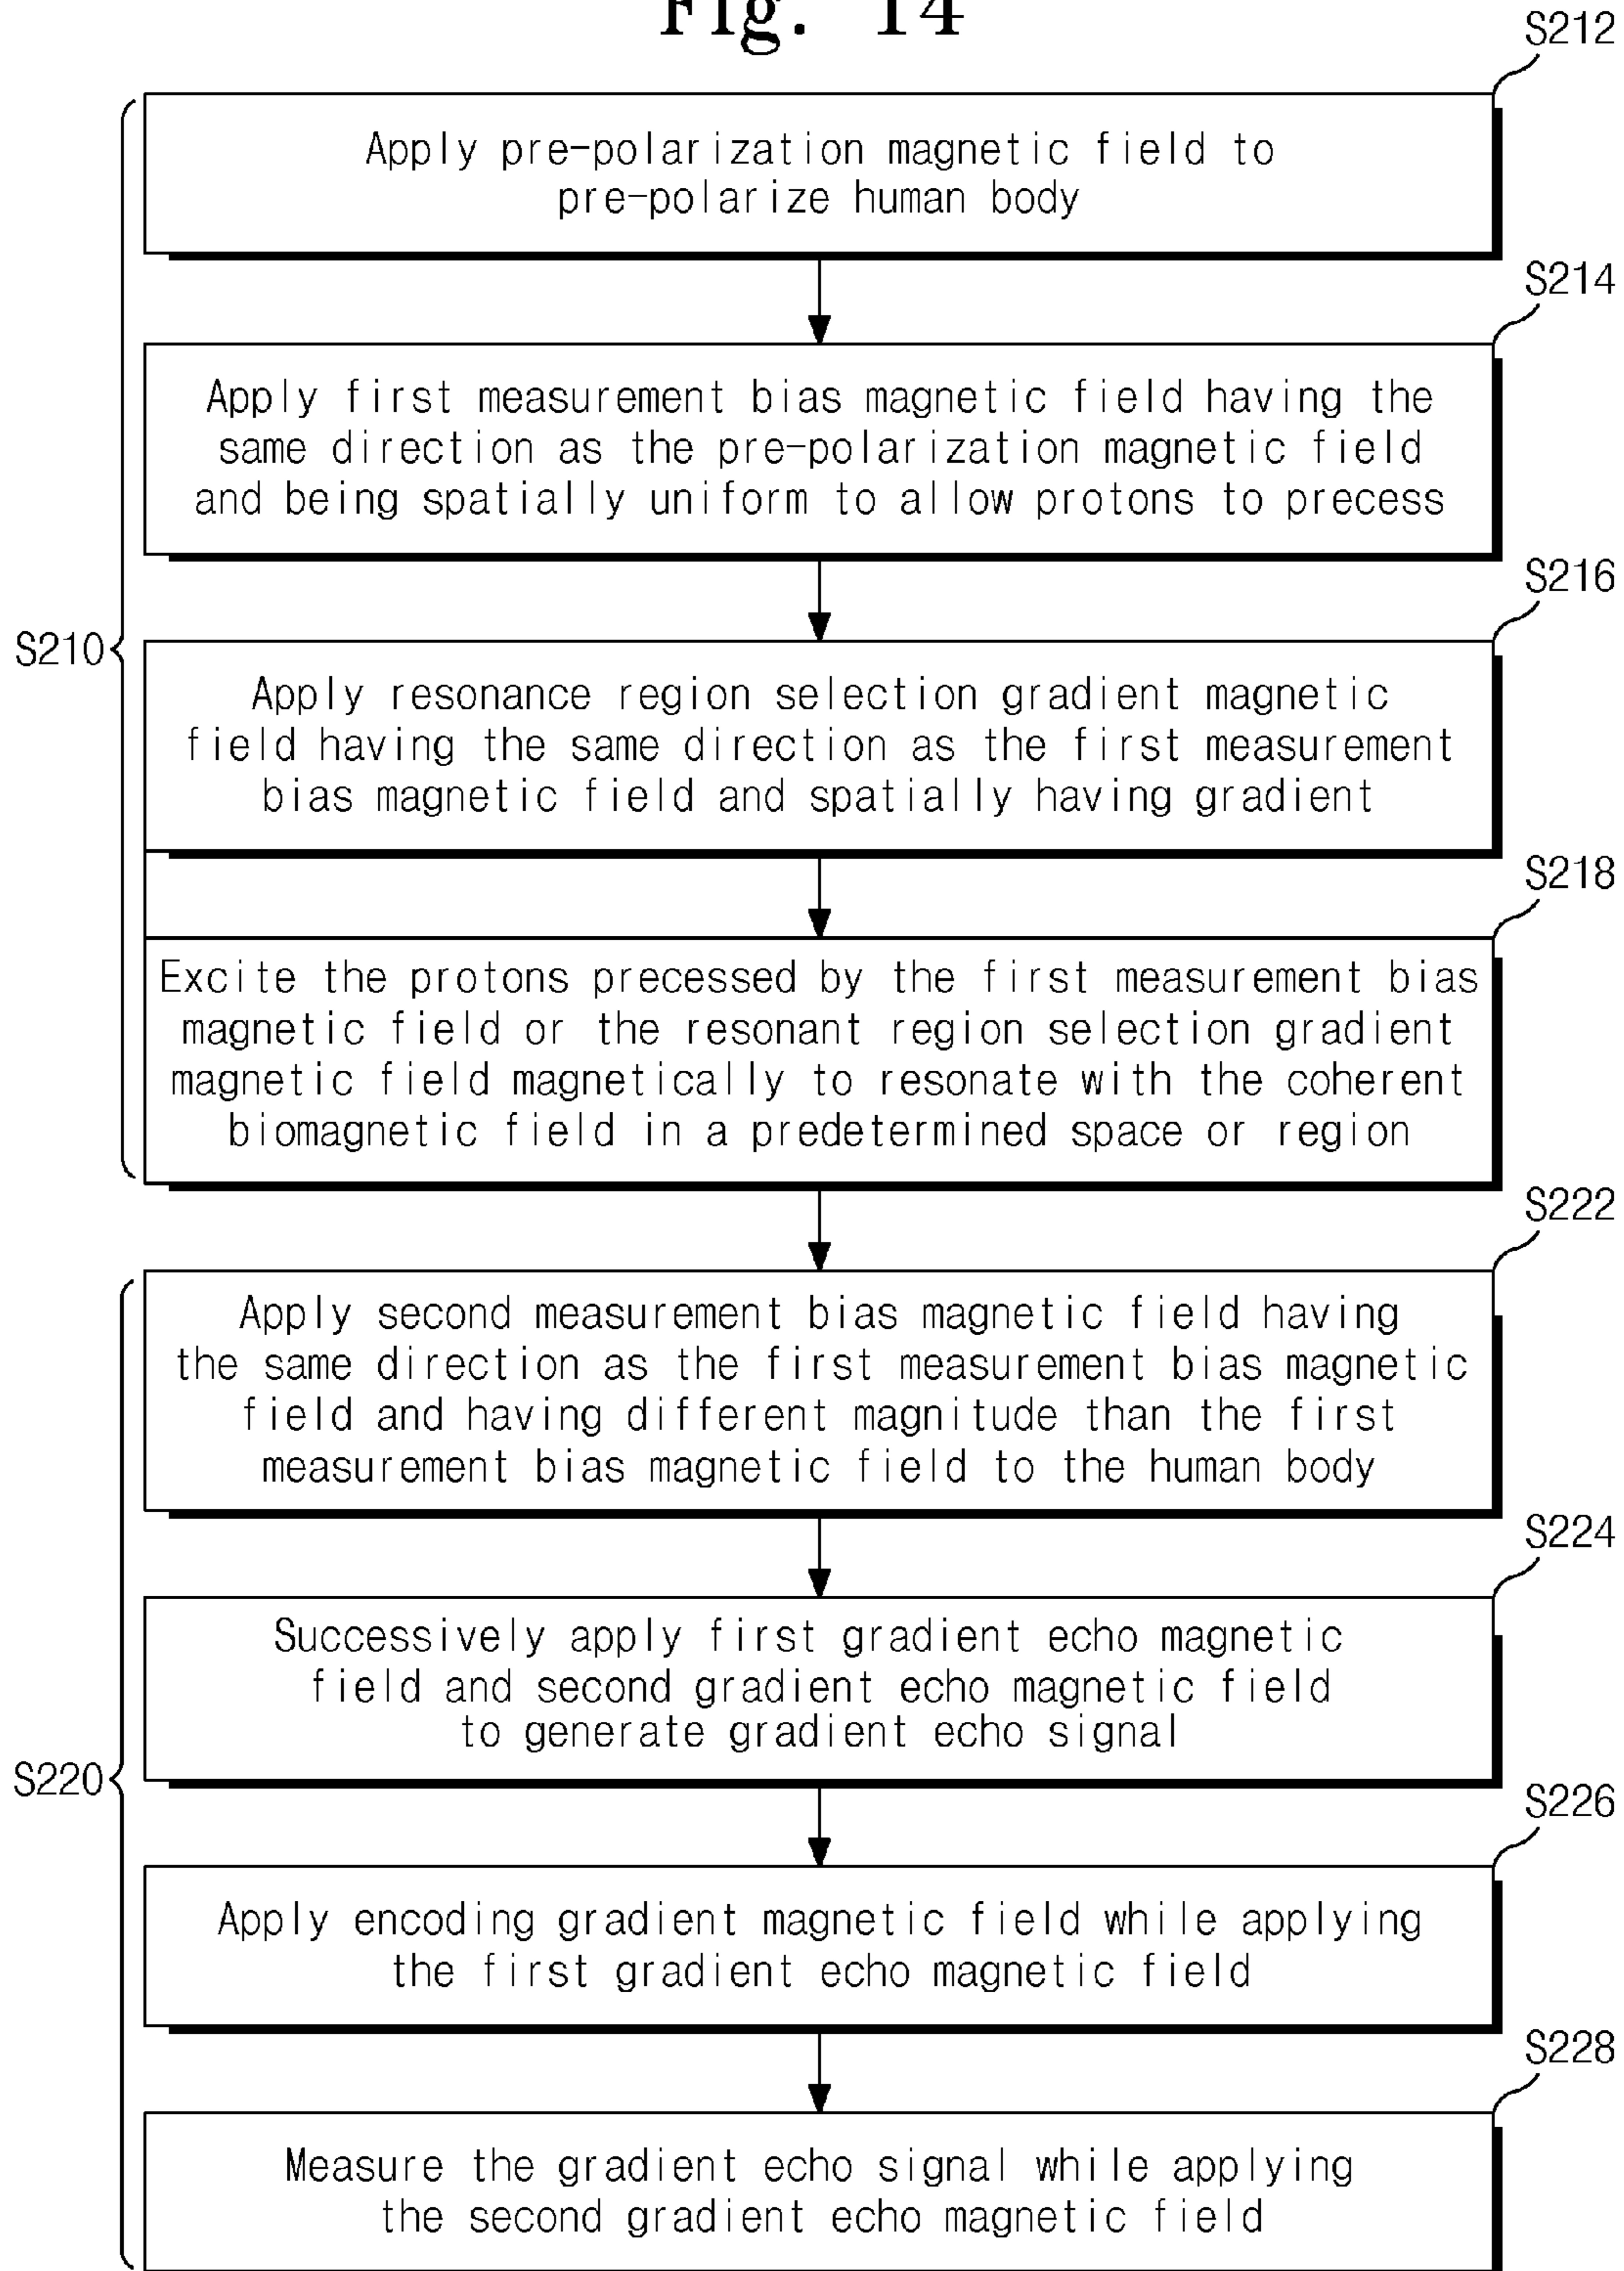 Fig. 14
S212
Apply pre-polarization magnetic field to
pre-polarize human body
S214
Apply first measurement bias magnetic field having the
same direction as the pre-polarization magnetic field
and being spatially uniform to allow protons to precess
S216
S210
Apply resonance region selection gradient magnetic
field having the same direction as the first measurement
bias magnetic field and spatially having gradient
S218
Excite the protons precessed by the first measurement bias
magnetic field or the resonant region selection gradient
magnetic field magnetically to resonate with the coherent
biomagnetic field in a predetermined space or region
S222
Apply second measurement bias magnetic field having
the same direction as the first measurement bias magnetic
field and having different magnitude than the first
measurement bias magnetic field to the human body
S224
Successively apply first gradient echo magnetic
field and second gradient echo magnetic field
to generate gradient echo signal
S220
S226
Apply encoding gradient magnetic field while applying
the first gradient echo magnetic field
S228
Measure the gradient echo signal while applying
the second gradient echo magnetic field